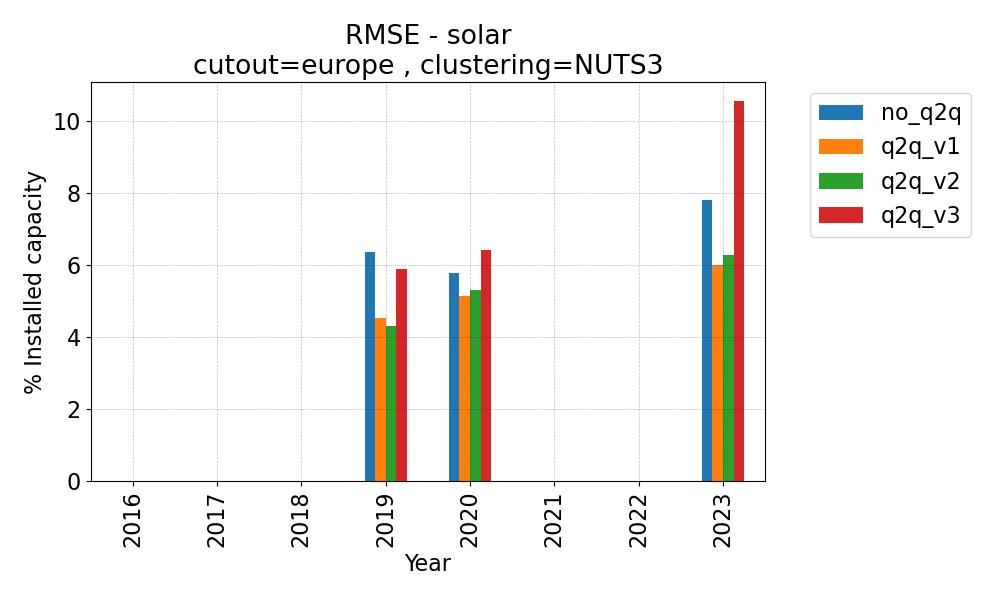 RMSE - solar
cutout=europe , clustering=NUTS3
% Installed capacity
10
8
6
4
2
0
2016
2017
2018
2019
2020
2021
2022
2023
Year
no_q2q
q2q_v1
q2q_v2
q2q_v3